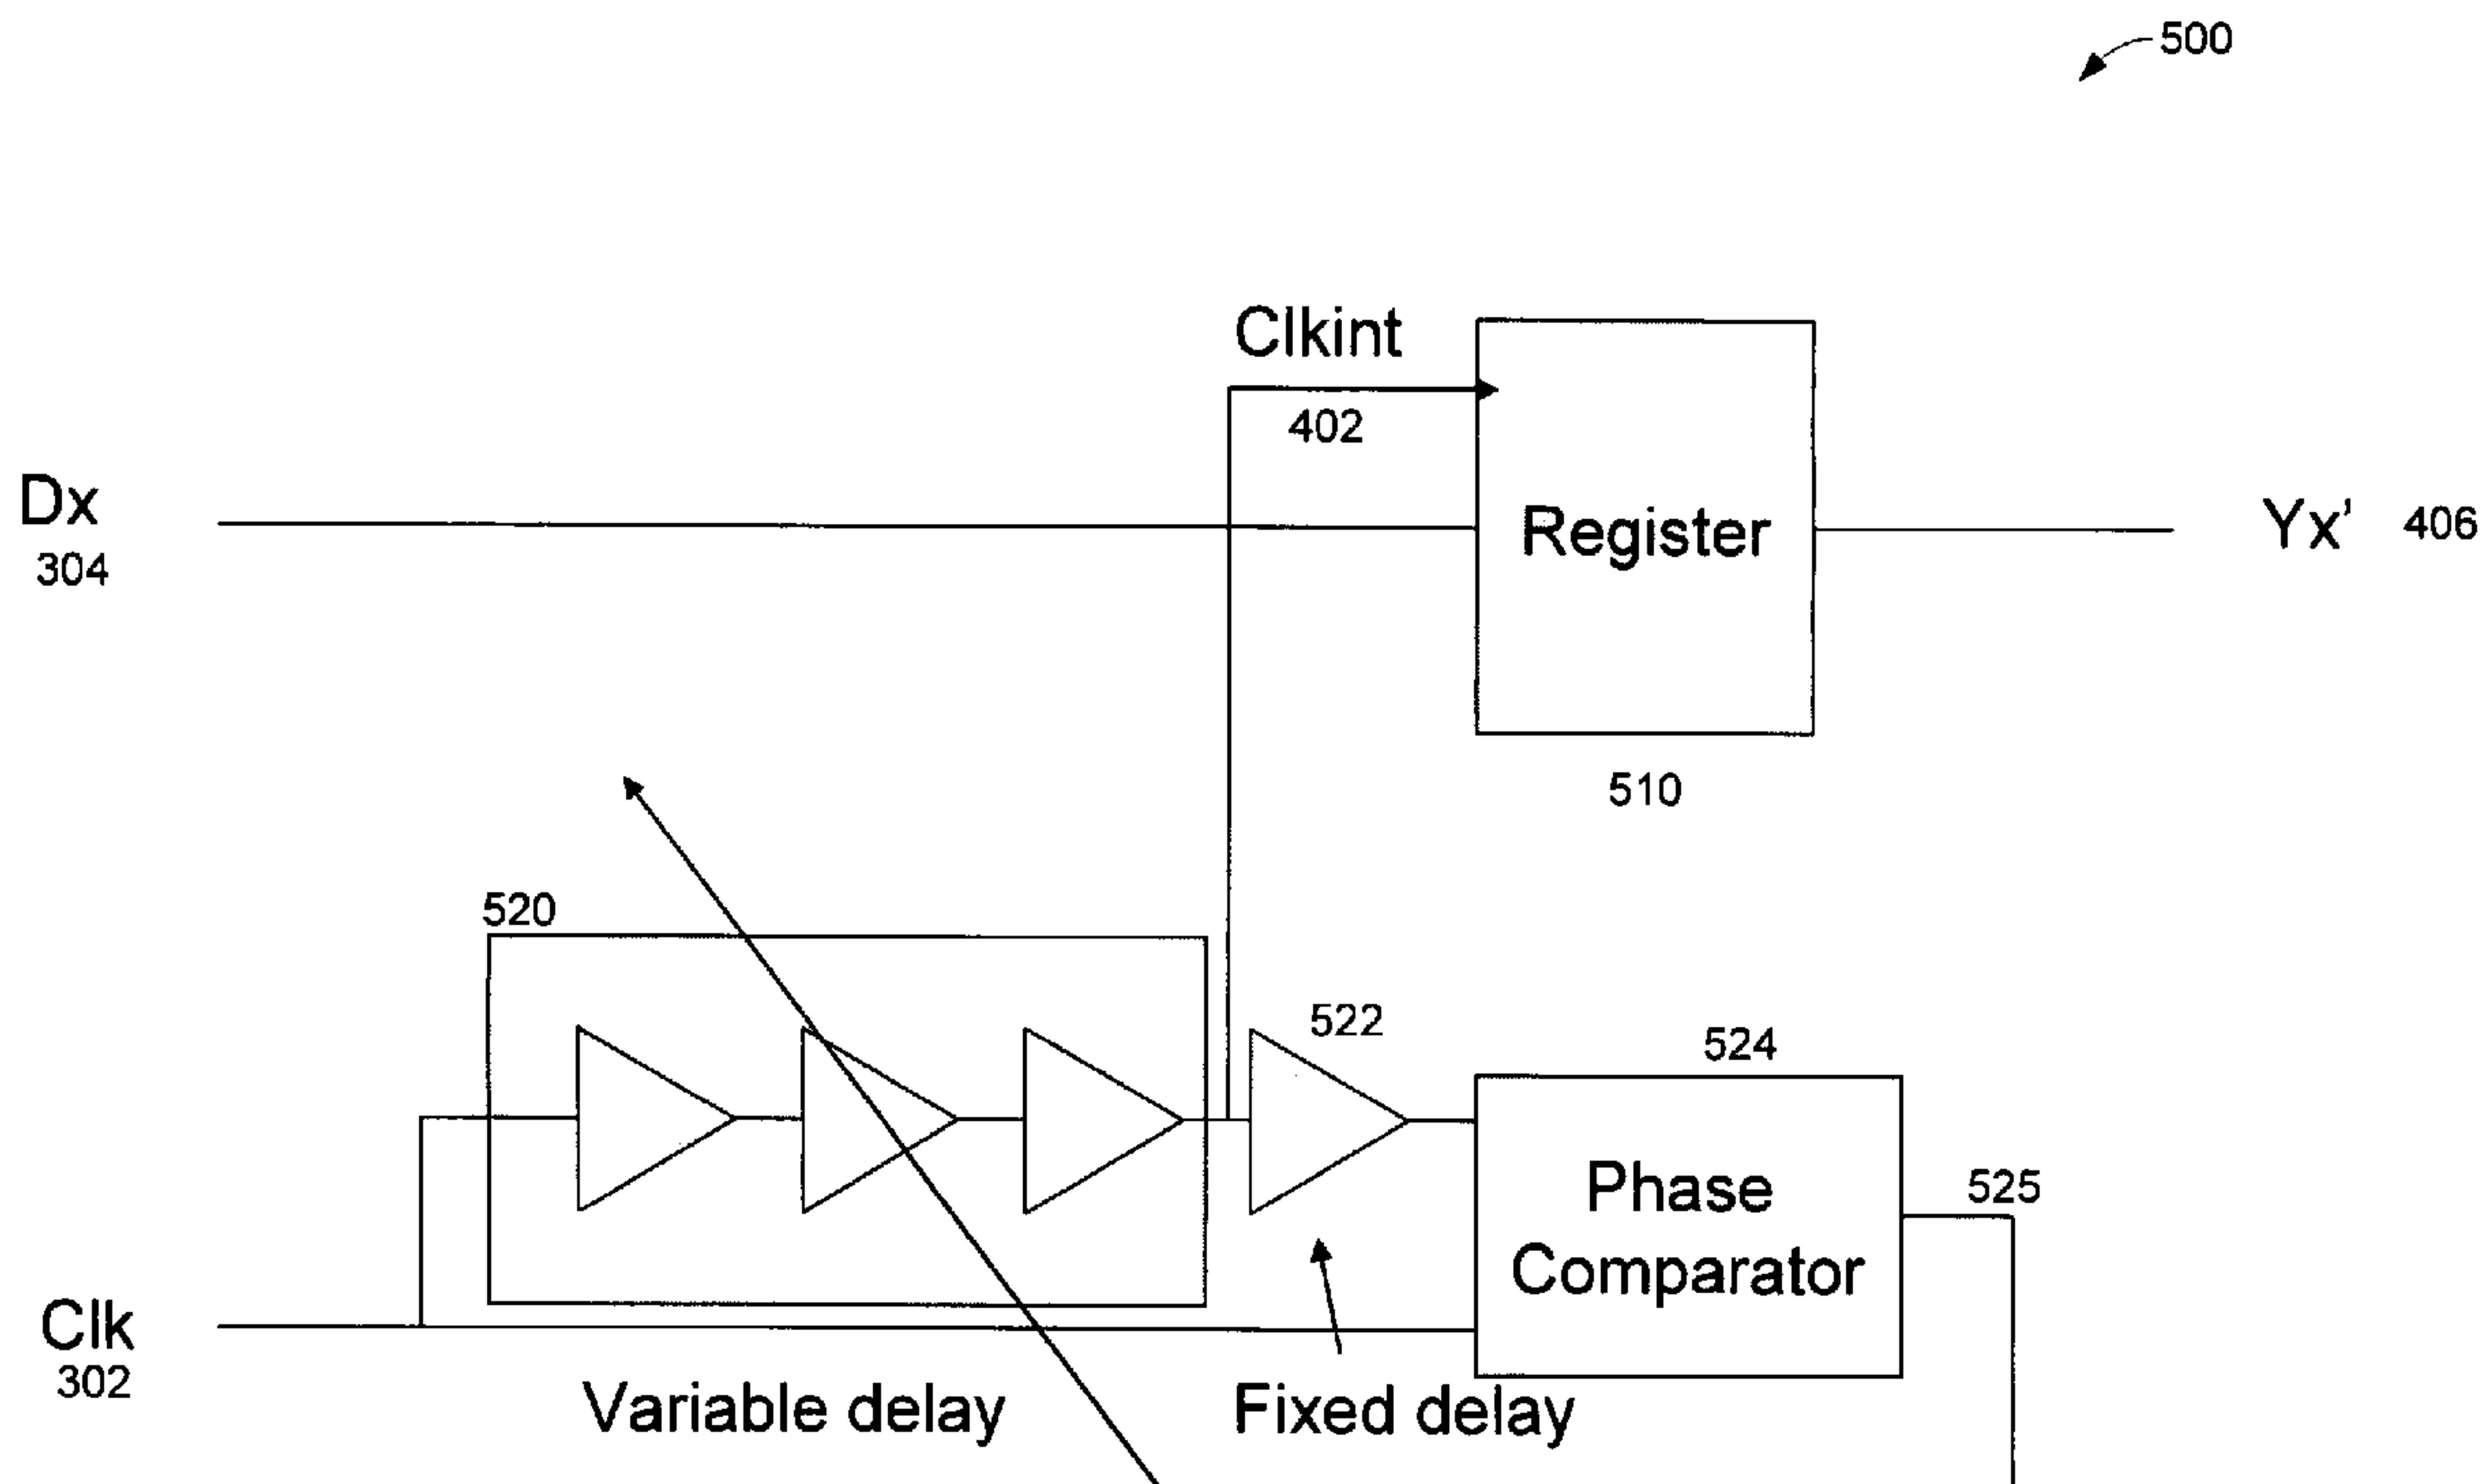 500
Clkint
402
Dx
304
Register
Yx' 406
510
520
522
524
Phase
Comparator
525
Clk
302
Variable delay
Fixed delay